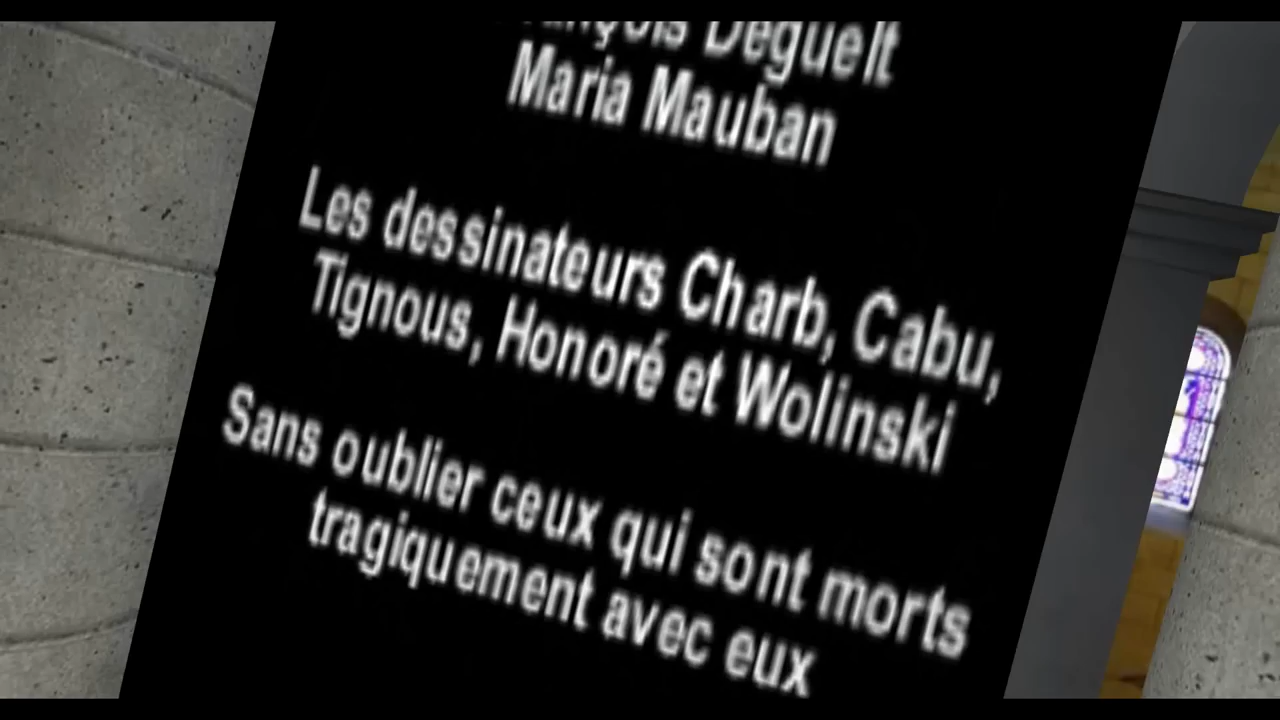 Deguelt
Maria Mauban
Les dessinateurs Charb, Cabu,
Tignous, Honoré et Wolinski
Sans oublier ceux qui sont morts
tragiquement avec eux